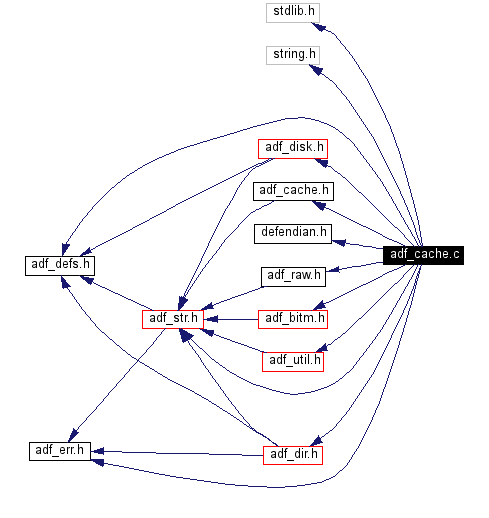 stdlib.h
string.h
adf_disk.h
adf_cache.h
defendian.h
adf_cache.c
adf_defs.h
adf_raw.h
adf_str.h
adf_bitm.h
adf_util.h
adf_err.h
adf_dir.h